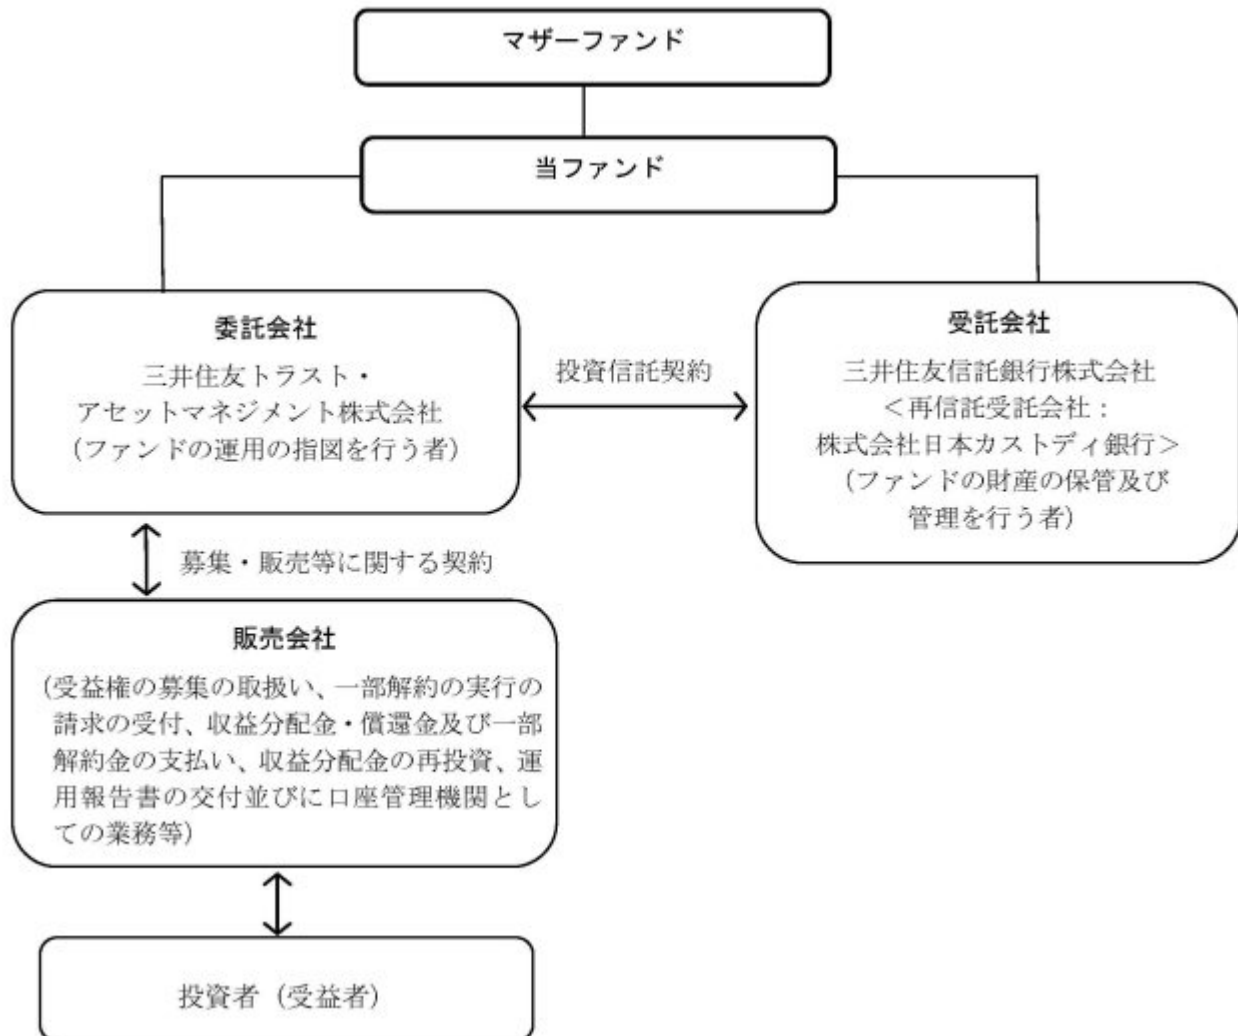 マザーファンド
当ファンド
委託会社
三井住友トラスト・
アセットマネジメント株式会社
（ファンドの運用の指図を行う者）
投資信託契約
受託会社
三井住友信託銀行株式会社
＜再信託受託会社：
株式会社日本カストディ銀行＞
（ファンドの財産の保管及び
管理を行う者）
募集・販売等に関する契約
販売会社
（受益権の募集の取扱い、一部解約の実行の
請求の受付、収益分配金・償還金及び一部
解約金の支払い、収益分配金の再投資、運
用報告書の交付並びに口座管理機関とし
ての業務等）
投資者（受益者）